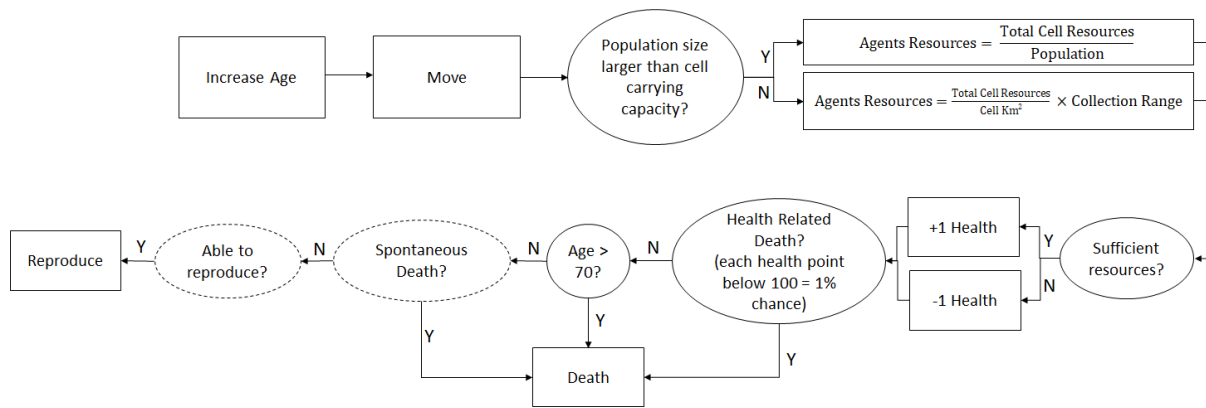 Increase Age
Move
Population size
larger than cell
carrying
capacity?
Y
N
Agents Resources = Total Cell Resources / Population
Agents Resources = Total Cell Resources / Cell Km² × Collection Range
Reproduce
Y
Able to
reproduce?
N
Spontaneous
Death?
N
Age >
70?
N
Health Related
Death?
(each health point
below 100 = 1%
chance)
+1 Health
-1 Health
Y
N
Sufficient
resources?
Y
Y
Y
Death